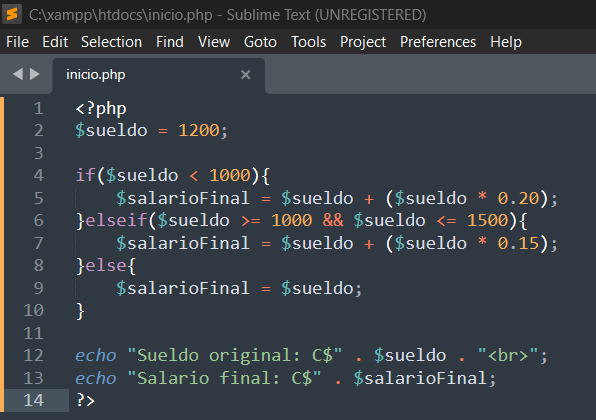 C:\xampp\htdocs\inicio.php - Sublime Text (UNREGISTERED)
File Edit Selection Find View Goto Tools Project Preferences Help
inicio.php ×
1 <?php
2 $sueldo = 1200;
3
4 if($sueldo < 1000){
5     $salarioFinal = $sueldo + ($sueldo * 0.20);
6 }elseif($sueldo >= 1000 && $sueldo <= 1500){
7     $salarioFinal = $sueldo + ($sueldo * 0.15);
8 }else{
9     $salarioFinal = $sueldo;
10 }
11
12 echo "Sueldo original: C$" . $sueldo . "<br>";
13 echo "Salario final: C$" . $salarioFinal;
14 ?>